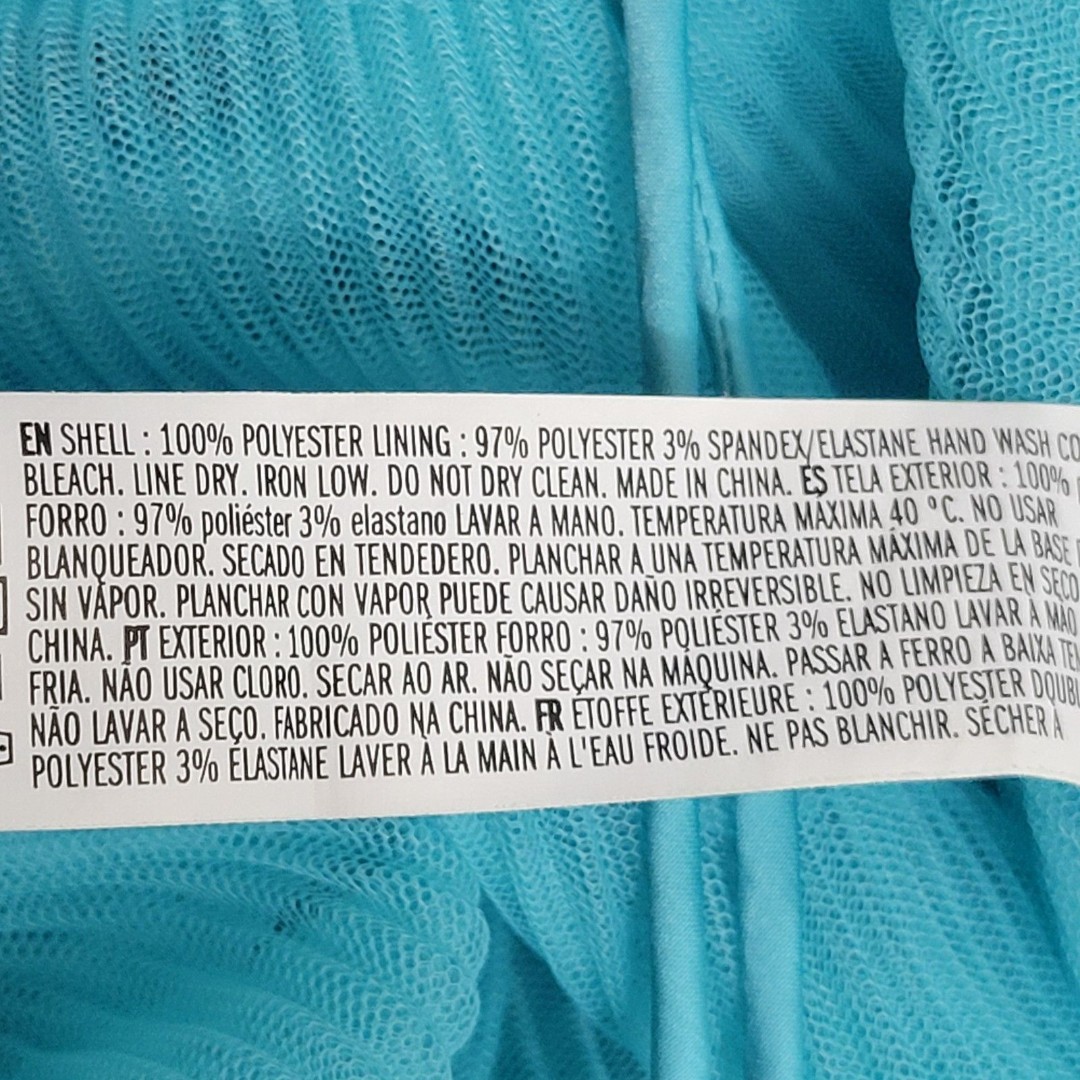 EN SHELL : 100% POLYESTER LINING : 97% POLYESTER 3% SPANDEX/ELASTANE HAND WASH CO
BLEACH. LINE DRY. IRON LOW. DO NOT DRY CLEAN. MADE IN CHINA. ES TELA EXTERIOR : 100%
FORRO : 97% poliéster 3% elastano LAVAR A MANO. TEMPERATURA MÁXIMA 40 °C. NO USAR
BLANQUEADOR. SECADO EN TENDEDERO. PLANCHAR A UNA TEMPERATURA MÁXIMA DE LA BASE
SIN VAPOR. PLANCHAR CON VAPOR PUEDE CAUSAR DAÑO IRREVERSIBLE. NO LIMPIEZA EN SECO
CHINA. PT EXTERIOR : 100% POLIÉSTER FORRO : 97% POLIÉSTER 3% ELASTANO LAVAR A MÃO
FRIA. NÃO USAR CLORO. SECAR AO AR. NÃO SECAR NA MÁQUINA. PASSAR A FERRO A BAIXA TE
NÃO LAVAR A SECO. FABRICADO NA CHINA. FR ÉTOFFE EXTÉRIEURE : 100% POLYESTER DOUBL
POLYESTER 3% ÉLASTANE LAVER À LA MAIN À L'EAU FROIDE. NE PAS BLANCHIR. SÉCHER À